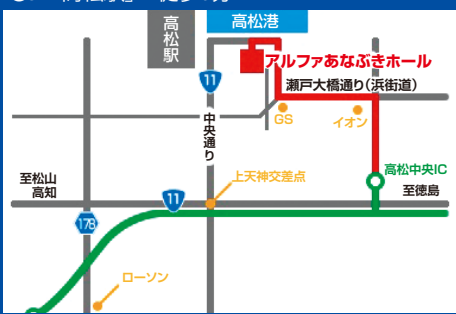 高松港
高松駅
アルファあなぶきホール
11
瀬戸大橋通り(浜街道)
GS
イオン
中央通り
高松中央IC
上天神交差点
至松山
高知
至徳島
11
178
ローソン